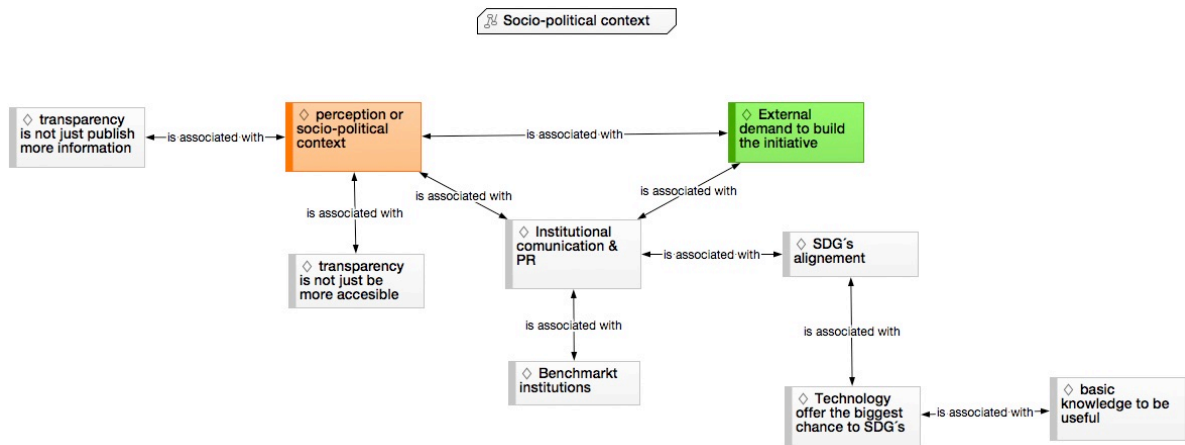 Socio-political context
transparency
is not just publish
more information
is associated with
perception or
socio-political
context
is associated with
External
demand to build
the initiative
is associated with
is associated with
is associated with
transparency
is not just be
more accesible
Institutional
comunication &
PR
is associated with
SDG´s
alignement
is associated with
is associated with
Benchmarkt
institutions
Technology
offer the biggest
chance to SDG´s
is associated with
basic
knowledge to be
useful